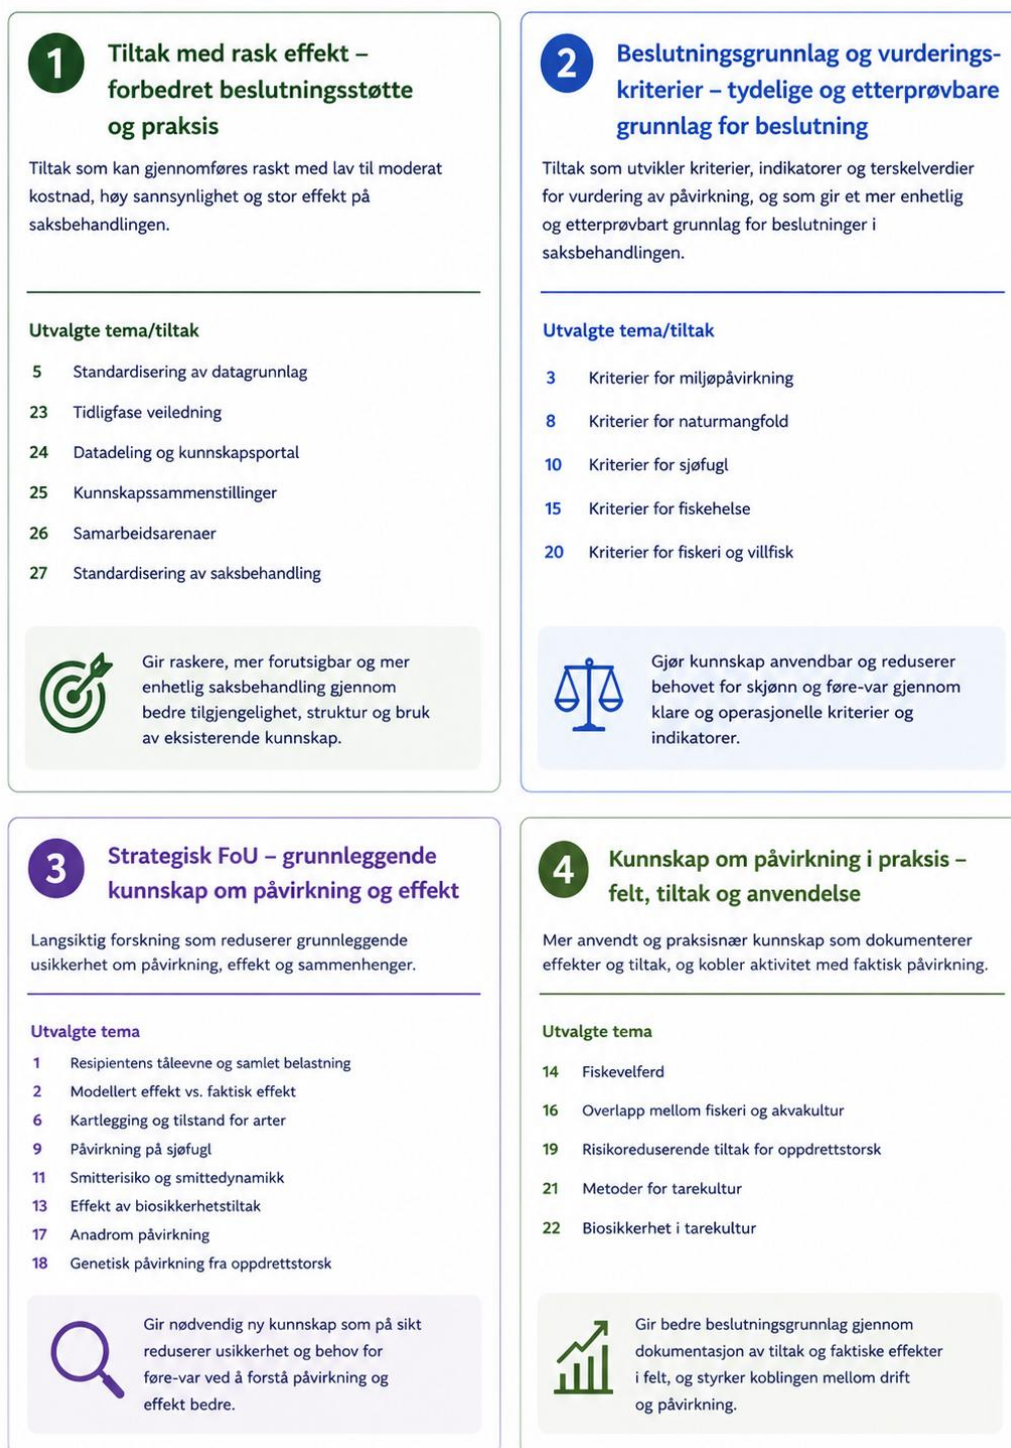 1
Tiltak med rask effekt –
forbedret beslutningsstøtte
og praksis
Tiltak som kan gjennomføres raskt med lav til moderat
kostnad, høy sannsynlighet og stor effekt på
saksbehandlingen.
Utvalgte tema/tiltak
5 Standardisering av datagrunnlag
23 Tidligfase veiledning
24 Datadeling og kunnskapsportal
25 Kunnskapssammenstillinger
26 Samarbeidsarenaer
27 Standardisering av saksbehandling
Gir raskere, mer forutsigbar og mer
enhetlig saksbehandling gjennom
bedre tilgjengelighet, struktur og bruk
av eksisterende kunnskap.
2
Beslutningsgrunnlag og vurderings-
kriterier – tydelige og etterprøvbare
grunnlag for beslutning
Tiltak som utvikler kriterier, indikatorer og terskelverdier
for vurdering av påvirkning, og som gir et mer enhetlig
og etterprøvbart grunnlag for beslutninger i
saksbehandlingen.
Utvalgte tema/tiltak
3 Kriterier for miljøpåvirkning
8 Kriterier for naturmangfold
10 Kriterier for sjøfugl
15 Kriterier for fiskehelse
20 Kriterier for fiskeri og villfisk
Gjør kunnskap anvendbar og reduserer
behovet for skjønn og føre-var gjennom
klare og operasjonelle kriterier og
indikatorer.
3
Strategisk FoU – grunnleggende
kunnskap om påvirkning og effekt
Langsiktig forskning som reduserer grunnleggende
usikkerhet om påvirkning, effekt og sammenhenger.
Utvalgte tema
1 Resipientens tåleevne og samlet belastning
2 Modellert effekt vs. faktisk effekt
6 Kartlegging og tilstand for arter
9 Påvirkning på sjøfugl
11 Smitterisiko og smittedynamikk
13 Effekt av biosikkerhetstiltak
17 Anadrom påvirkning
18 Genetisk påvirkning fra oppdrettstorsk
Gir nødvendig ny kunnskap som på sikt
reduserer usikkerhet og behov for
føre-var ved å forstå påvirkning og
effekt bedre.
4
Kunnskap om påvirkning i praksis –
felt, tiltak og anvendelse
Mer anvendt og praksisnær kunnskap som dokumenterer
effekter og tiltak, og kobler aktivitet med faktisk påvirkning.
Utvalgte tema
14 Fiskevelferd
16 Overlapp mellom fiskeri og akvakultur
19 Risikoreduserende tiltak for oppdrettstorsk
21 Metoder for tarekultur
22 Biosikkerhet i tarekultur
Gir bedre beslutningsgrunnlag gjennom
dokumentasjon av tiltak og faktiske effekter
i felt, og styrker koblingen mellom drift
og påvirkning.